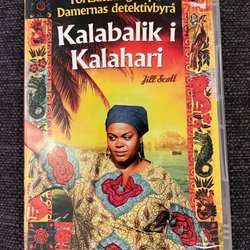 Damernas detektivbyrå
Kalabalik i
Kalahari
Jill Scott